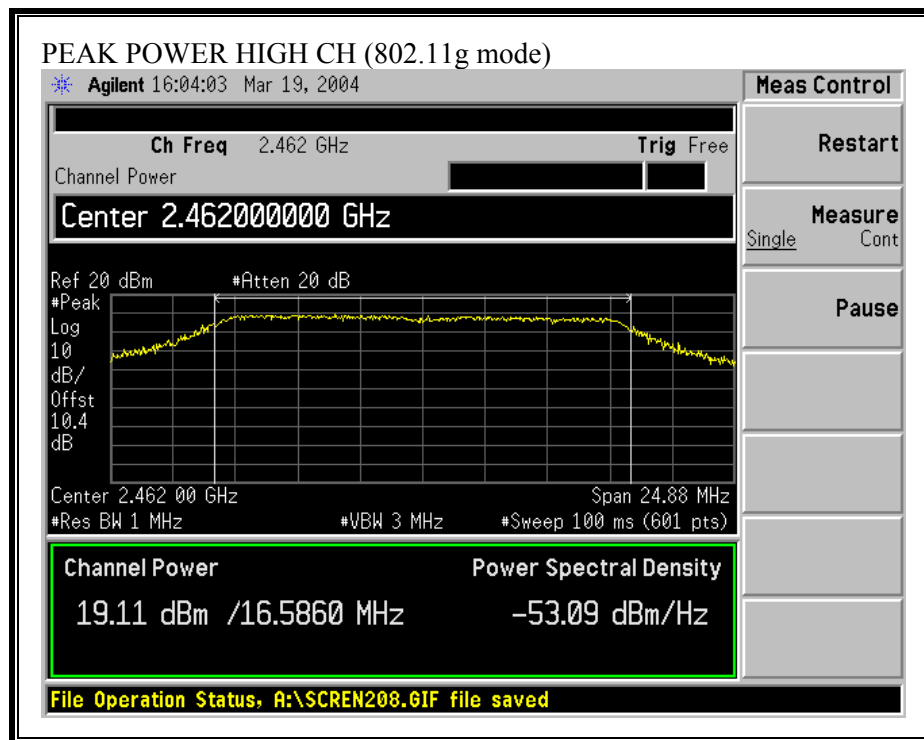 PEAK POWER HIGH CH (802.11g mode)
Agilent 16:04:03 Mar 19, 2004
Meas Control
Ch Freq 2.462 GHz
Trig Free
Channel Power
Center 2.462000000 GHz
Ref 20 dBm
#Atten 20 dB
#Peak
Log
10
dB/
Offst
10.4
dB
Center 2.462 00 GHz
Span 24.88 MHz
#Res BW 1 MHz
#VBW 3 MHz
#Sweep 100 ms (601 pts)
Channel Power
Power Spectral Density
19.11 dBm /16.5860 MHz
-53.09 dBm/Hz
File Operation Status, A:\SCREN208.GIF file saved
Restart
Measure
Single Cont
Pause